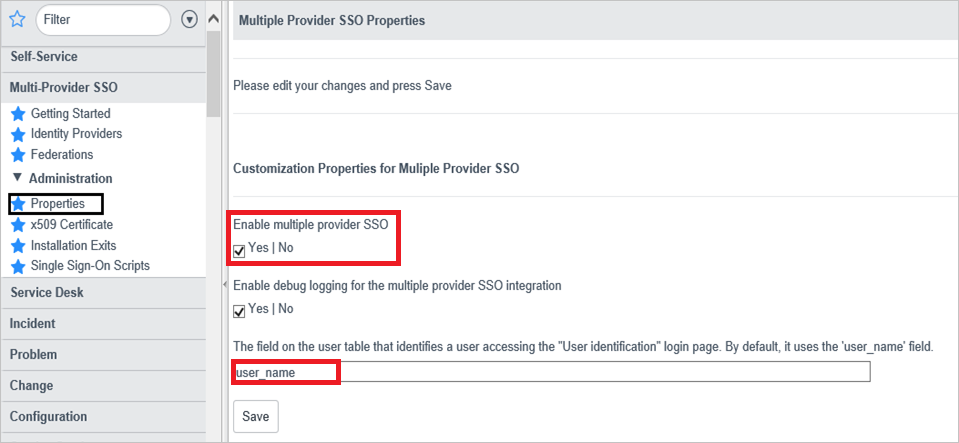 Filter
Self-Service
Multi-Provider SSO
Getting Started
Identity Providers
Federations
Administration
Properties
x509 Certificate
Installation Exits
Single Sign-On Scripts
Service Desk
Incident
Problem
Change
Configuration
Multiple Provider SSO Properties
Please edit your changes and press Save
Customization Properties for Muliple Provider SSO
Enable multiple provider SSO
Yes | No
Enable debug logging for the multiple provider SSO integration
Yes | No
The field on the user table that identifies a user accessing the "User identification" login page. By default, it uses the 'user_name' field.
user_name
Save